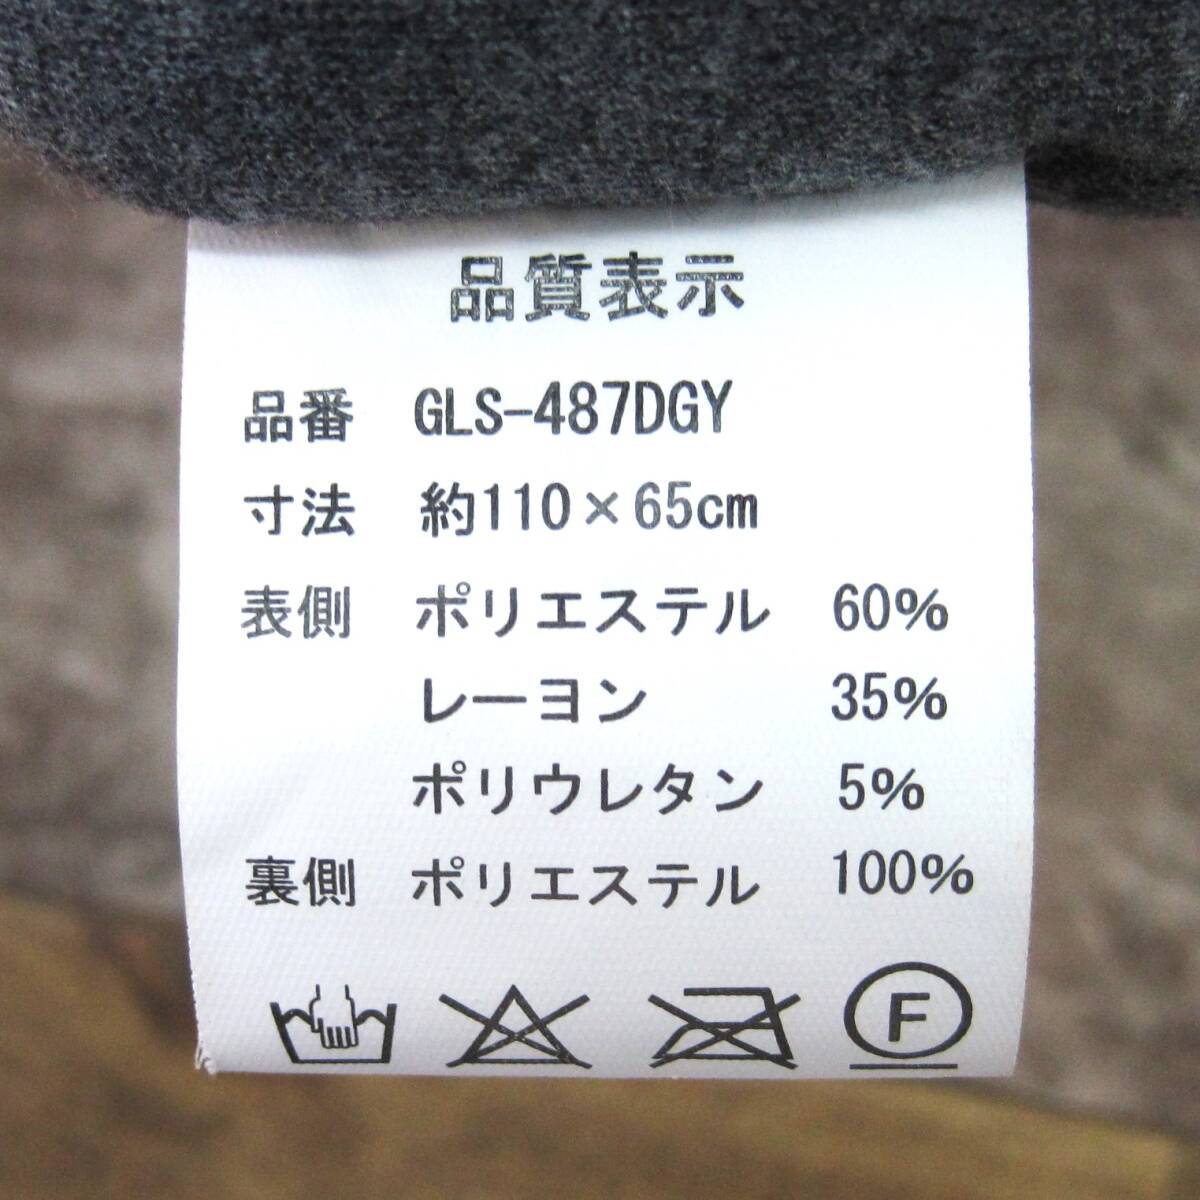 品質表示
品番 GLS-487DGY
寸法 約110×65cm
表側 ポリエステル 60%
レーヨン 35%
ポリウレタン 5%
裏側 ポリエステル 100%
F